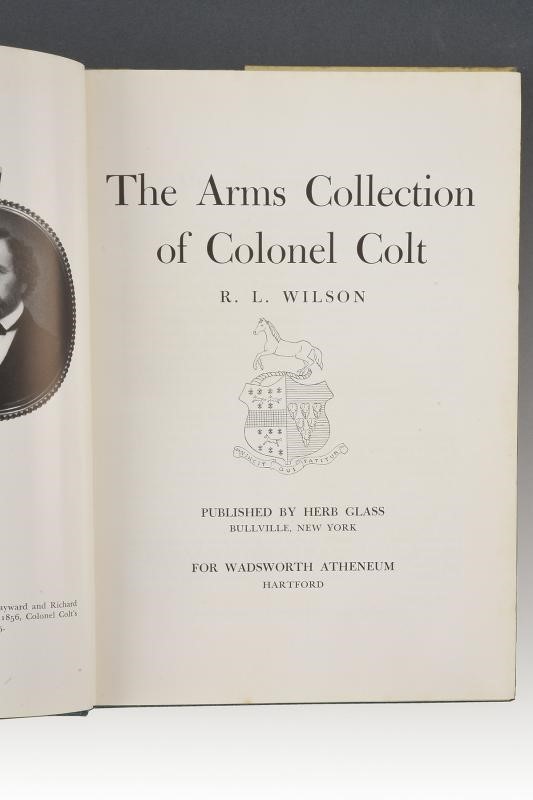 ayward and Richard
1856, Colonel Colt's
The Arms Collection
of Colonel Colt
R. L. WILSON
VINCIT QUI PATITUR
PUBLISHED BY HERB GLASS
BULLVILLE, NEW YORK
FOR WADSWORTH ATHENEUM
HARTFORD